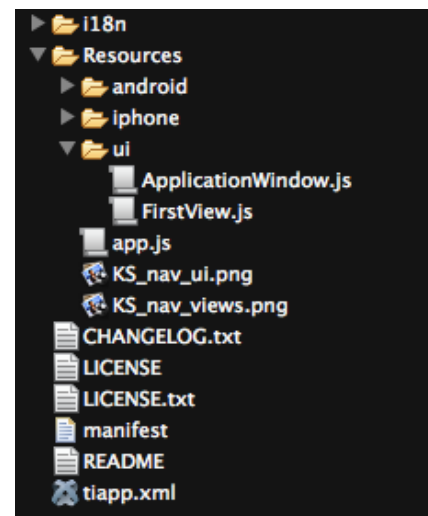 i18n
Resources
android
iphone
ui
ApplicationWindow.js
FirstView.js
app.js
KS_nav_ui.png
KS_nav_views.png
CHANGELOG.txt
LICENSE
LICENSE.txt
manifest
README
tiapp.xml